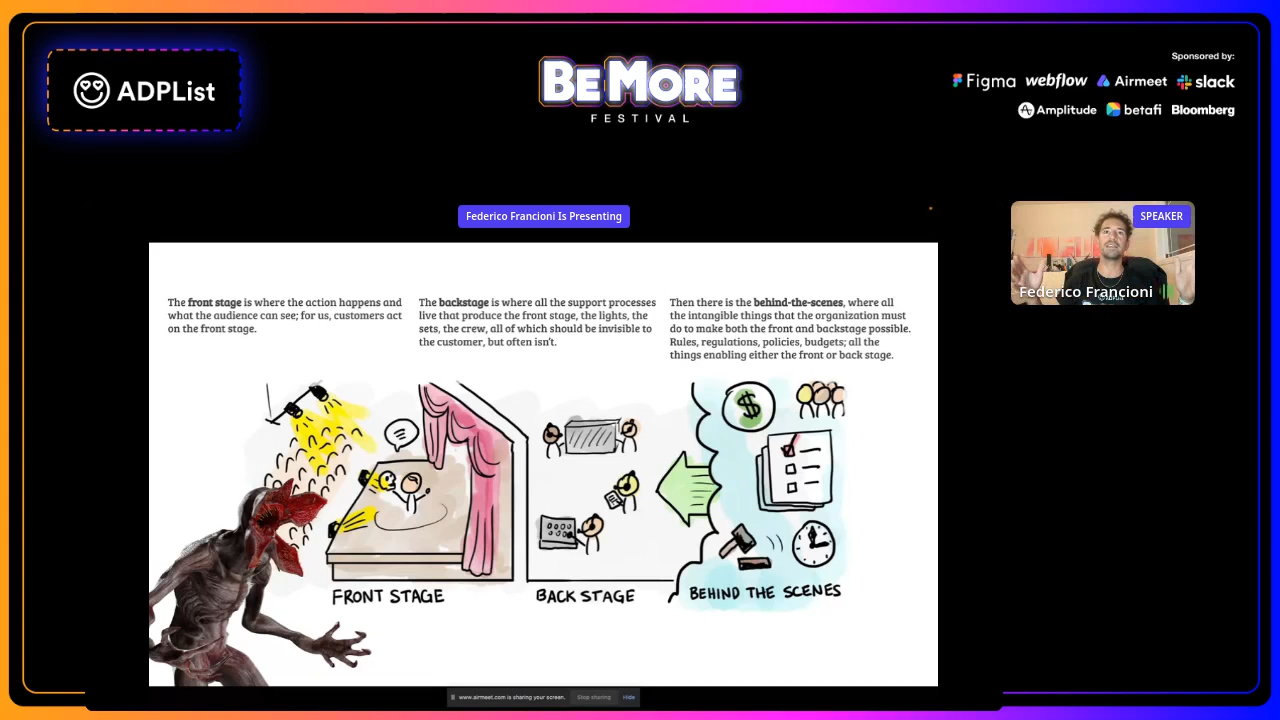 ADPList
BE MORE
FESTIVAL
Sponsored by:
Figma webflow Airmeet slack
Amplitude betafi Bloomberg
Federico Francioni Is Presenting
SPEAKER
Federico Francioni
The front stage is where the action happens and
what the audience can see; for us, customers act
on the front stage.
The backstage is where all the support processes
live that produce the front stage, the lights, the
sets, the crew, all of which should be invisible to
the customer, but often isn't.
Then there is the behind-the-scenes, where all
the intangible things that the organization must
do to make both the front and backstage possible.
Rules, regulations, policies, budgets; all the
things enabling either the front or back stage.
$
FRONT STAGE
BACK STAGE
BEHIND THE SCENES
www.airmeet.com is sharing your screen. Stop sharing Hide